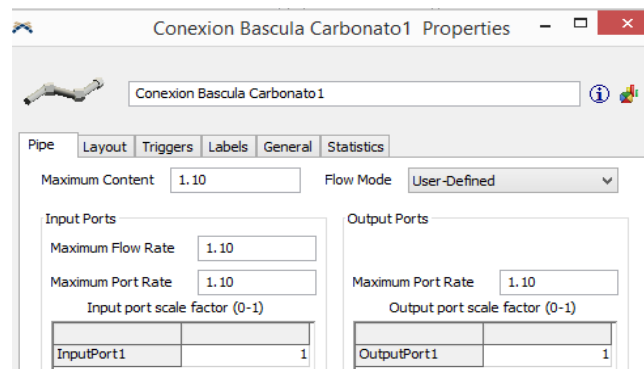 Conexion Bascula Carbonato1 Properties
Conexion Bascula Carbonato1
Pipe Layout Triggers Labels General Statistics
Maximum Content 1.10 Flow Mode User-Defined
Input Ports Output Ports
Maximum Flow Rate 1.10
Maximum Port Rate 1.10 Maximum Port Rate 1.10
Input port scale factor (0-1) Output port scale factor (0-1)
InputPort1 1 OutputPort1 1